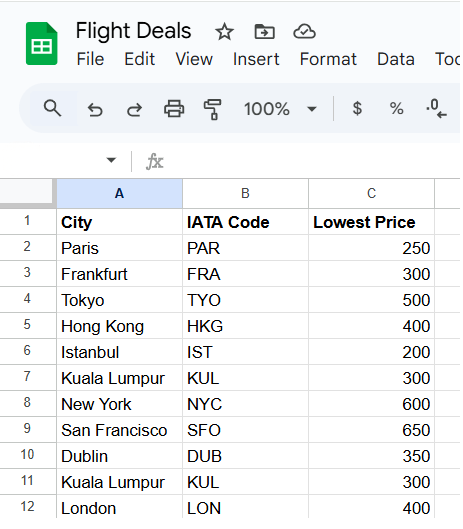 Flight Deals
File Edit View Insert Format Data Too
100% $ % .0
fx
A B C
1 City IATA Code Lowest Price
2 Paris PAR 250
3 Frankfurt FRA 300
4 Tokyo TYO 500
5 Hong Kong HKG 400
6 Istanbul IST 200
7 Kuala Lumpur KUL 300
8 New York NYC 600
9 San Francisco SFO 650
10 Dublin DUB 350
11 Kuala Lumpur KUL 300
12 London LON 400